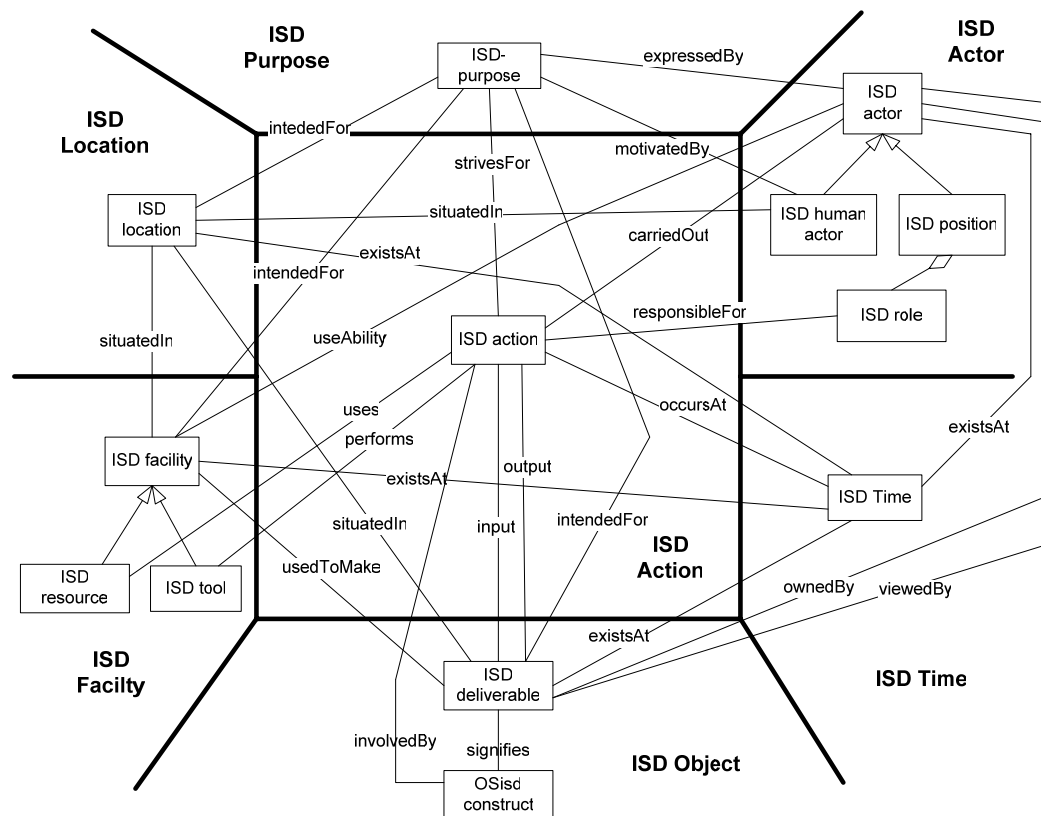 ISD
Purpose
ISD
Actor
ISD
Location
ISD-
purpose
expressedBy
ISD
actor
intededFor
strivesFor
motivatedBy
ISD
location
situatedIn
ISD human
actor
ISD position
carriedOut
existsAt
intendedFor
ISD role
responsibleFor
situatedIn
useAbility
ISD action
uses
occursAt
performs
existsAt
ISD facility
output
existsAt
ISD Time
situatedIn
input
intendedFor
ISD
resource
ISD tool
usedToMake
ISD
Action
ownedBy
viewedBy
existsAt
ISD
Facilty
ISD
deliverable
ISD Time
involvedBy
signifies
ISD Object
OSisd
construct